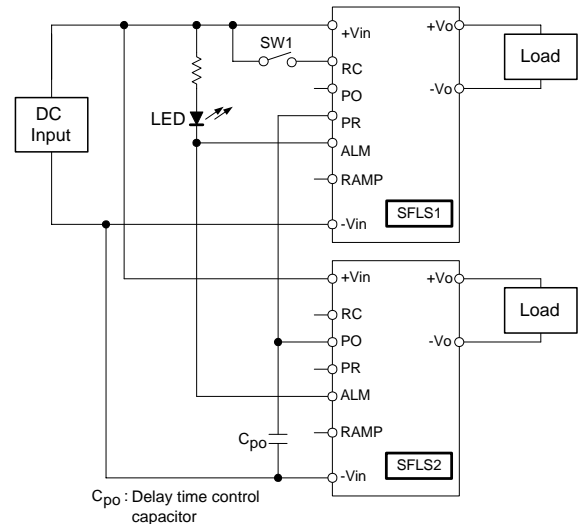 SW1
+Vin
RC
PO
PR
ALM
RAMP
-Vin
+Vo
-Vo
SFLS1
Load
DC
Input
LED
+Vin
RC
PO
PR
ALM
RAMP
-Vin
+Vo
-Vo
SFLS2
Load
Cpo
Cpo : Delay time control
capacitor